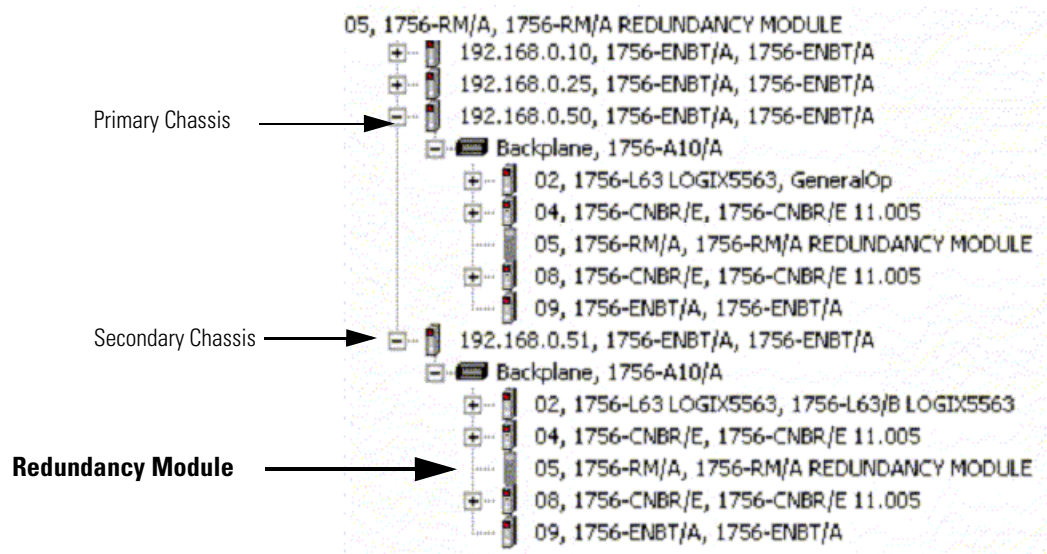 05, 1756-RM/A, 1756-RM/A REDUNDANCY MODULE
192.168.0.10, 1756-ENBT/A, 1756-ENBT/A
192.168.0.25, 1756-ENBT/A, 1756-ENBT/A
Primary Chassis 192.168.0.50, 1756-ENBT/A, 1756-ENBT/A
Backplane, 1756-A10/A
02, 1756-L63 LOGIX5563, GeneralOp
04, 1756-CNBR/E, 1756-CNBR/E 11.005
05, 1756-RM/A, 1756-RM/A REDUNDANCY MODULE
08, 1756-CNBR/E, 1756-CNBR/E 11.005
09, 1756-ENBT/A, 1756-ENBT/A
Secondary Chassis 192.168.0.51, 1756-ENBT/A, 1756-ENBT/A
Backplane, 1756-A10/A
02, 1756-L63 LOGIX5563, 1756-L63/B LOGIX5563
04, 1756-CNBR/E, 1756-CNBR/E 11.005
Redundancy Module 05, 1756-RM/A, 1756-RM/A REDUNDANCY MODULE
08, 1756-CNBR/E, 1756-CNBR/E 11.005
09, 1756-ENBT/A, 1756-ENBT/A